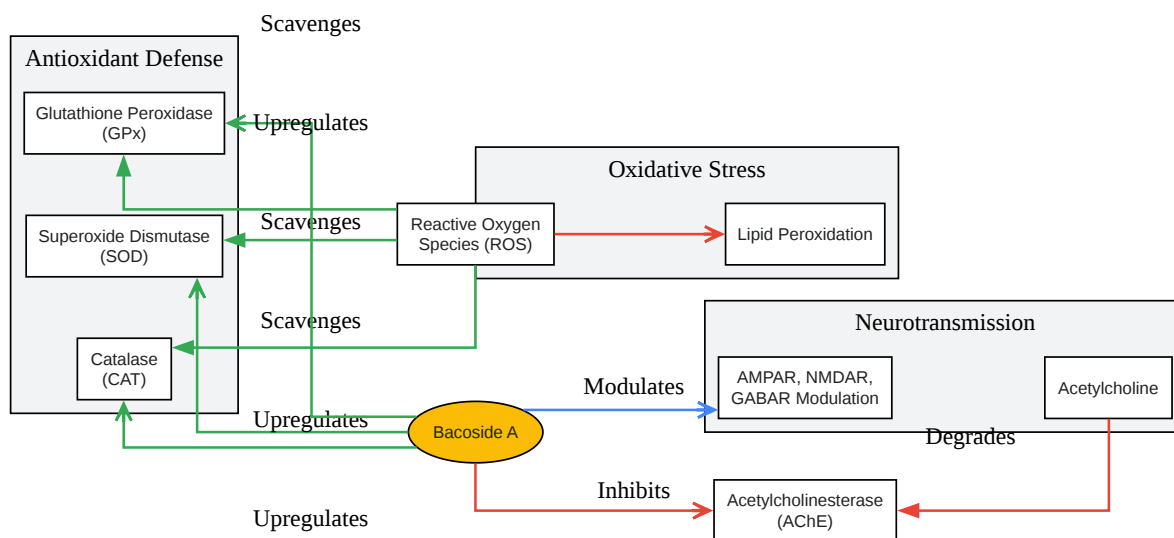 Scavenges
Antioxidant Defense
Glutathione Peroxidase
(GPx)
Upregulates
Oxidative Stress
Superoxide Dismutase
(SOD)
Scavenges
Reactive Oxygen
Species (ROS)
Lipid Peroxidation
Scavenges
Neurotransmission
Catalase
(CAT)
Modulates
AMPAR, NMDAR,
GABAR Modulation
Acetylcholine
Upregulates
Bacoside A
Degrades
Inhibits
Acetylcholinesterase
(AChE)
Upregulates